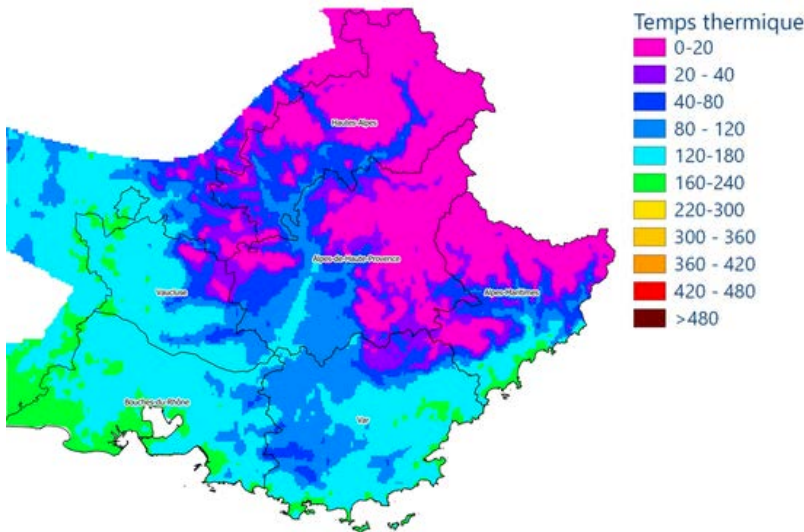 Temps thermique
0-20
20 - 40
40-80
80 - 120
120-180
160-240
220-300
300 - 360
360 - 420
420 - 480
>480
Hautes-Alpes
Alpes-de-Haute-Provence
Alpes-Maritimes
Vaucluse
Bouches-du-Rhône
Var